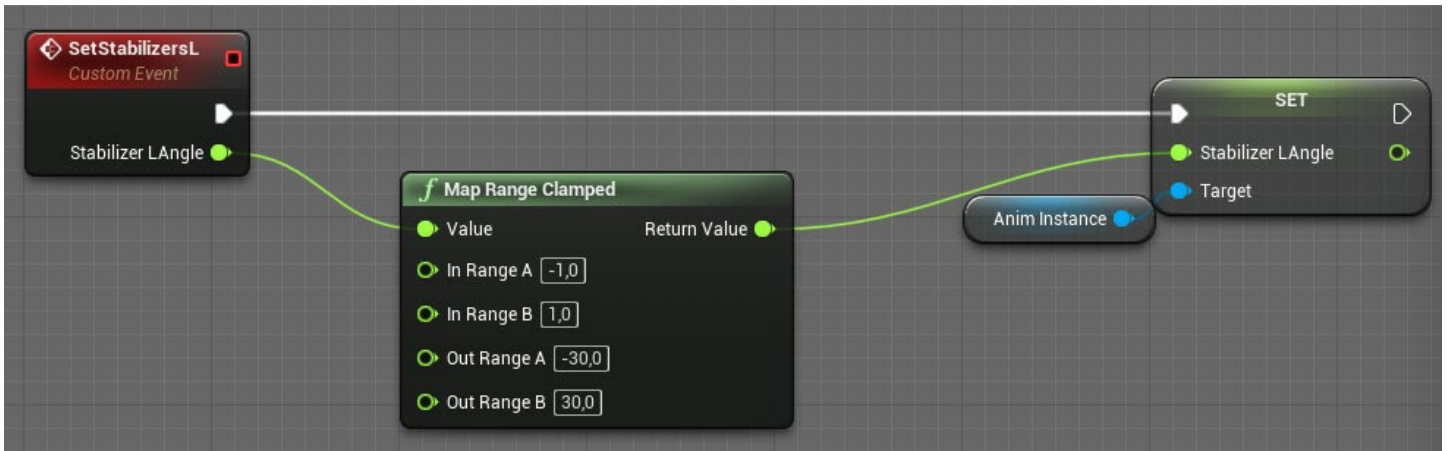 SetStabilizersL
Custom Event
Stabilizer LAngle
f Map Range Clamped
Value
Return Value
In Range A -1,0
In Range B 1,0
Out Range A -30,0
Out Range B 30,0
Anim Instance
SET
Stabilizer LAngle
Target